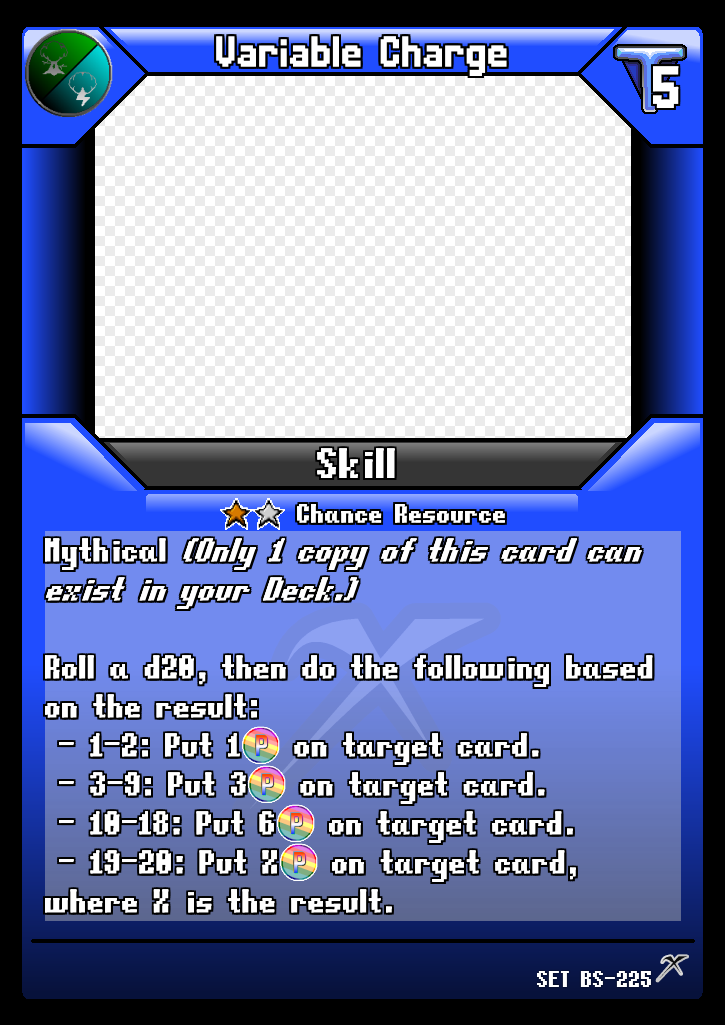 Variable Charge
T5
Skill
Chance Resource
Mythical (Only 1 copy of this card can
exist in your Deck.)
Roll a d20, then do the following based
on the result:
- 1-2: Put 1 P on target card.
- 3-9: Put 3 P on target card.
- 10-18: Put 6 P on target card.
- 19-20: Put X P on target card,
where X is the result.
SET BS-225